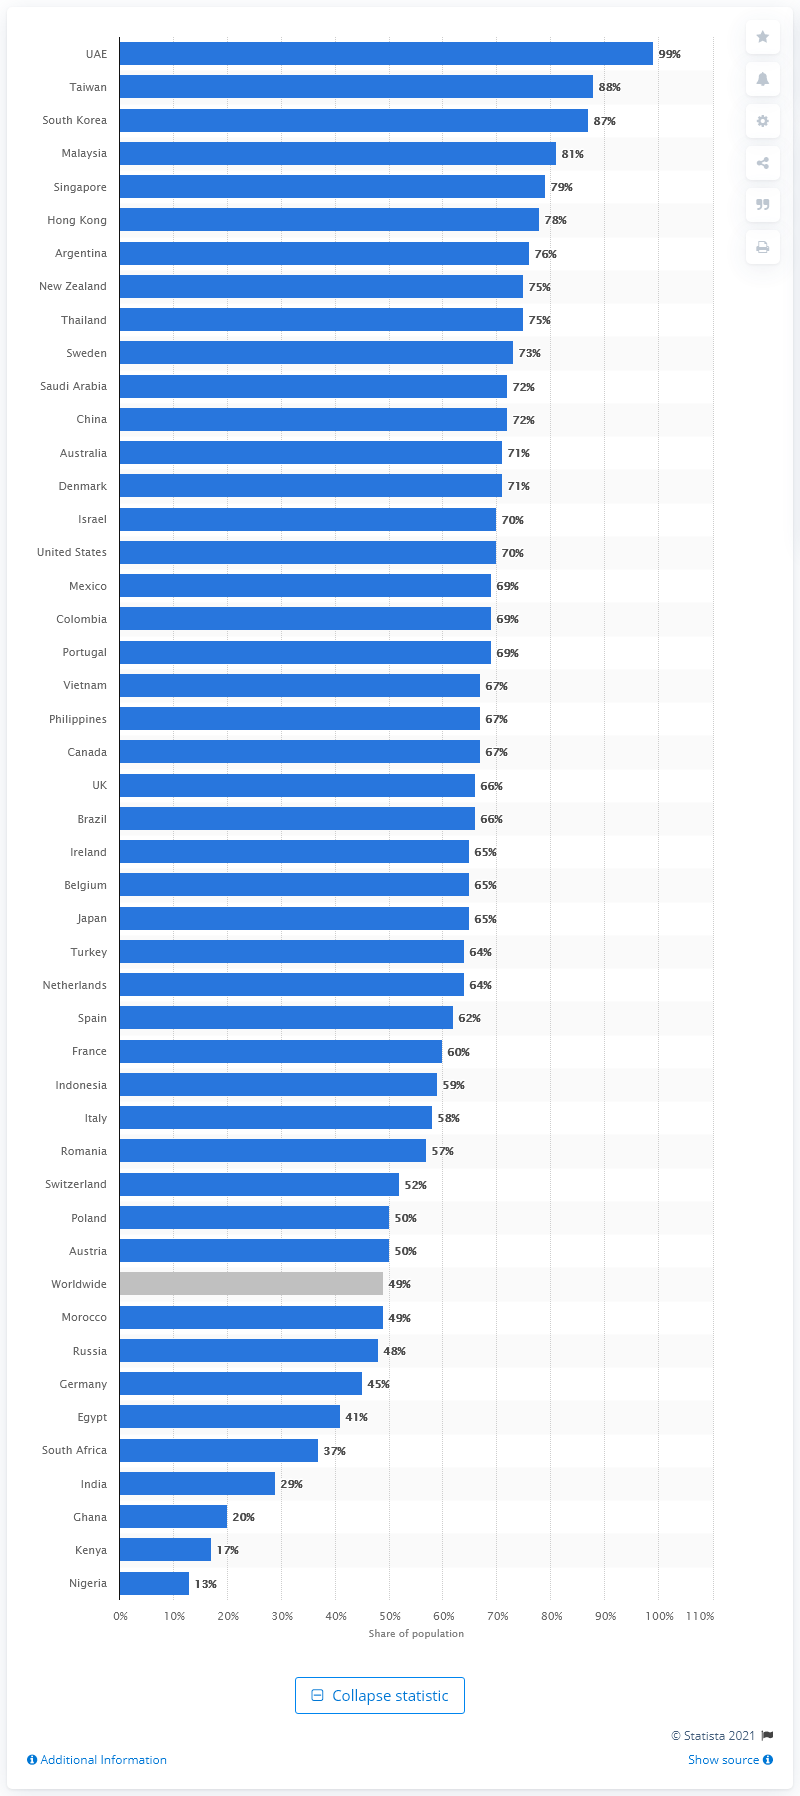 UAE 99%
Taiwan 88%
South Korea 87%
Malaysia 81%
Singapore 79%
Hong Kong 78%
Argentina 76%
New Zealand 75%
Thailand 75%
Sweden 73%
Saudi Arabia 72%
China 72%
Australia 71%
Denmark 71%
Israel 70%
United States 70%
Mexico 69%
Colombia 69%
Portugal 69%
Vietnam 67%
Philippines 67%
Canada 67%
UK 66%
Brazil 66%
Ireland 65%
Belgium 65%
Japan 65%
Turkey 64%
Netherlands 64%
Spain 62%
France 60%
Indonesia 59%
Italy 58%
Romania 57%
Switzerland 52%
Poland 50%
Austria 50%
Worldwide 49%
Morocco 49%
Russia 48%
Germany 45%
Egypt 41%
South Africa 37%
India 29%
Ghana 20%
Kenya 17%
Nigeria 13%
0% 10% 20% 30% 40% 50% 60% 70% 80% 90% 100% 110%
Share of population
Collapse statistic
© Statista 2021
Additional Information Show source